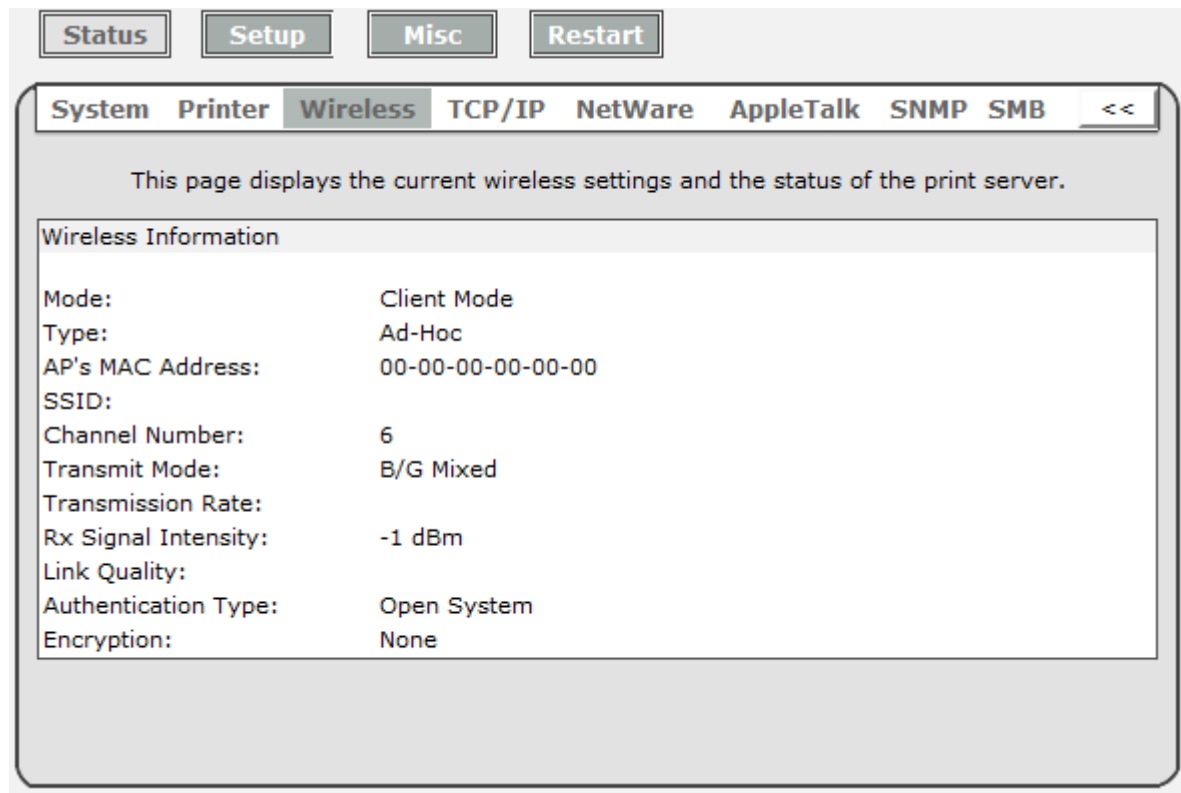 Status Setup Misc Restart
System Printer Wireless TCP/IP NetWare AppleTalk SNMP SMB <<
This page displays the current wireless settings and the status of the print server.
Wireless Information
Mode: Client Mode
Type: Ad-Hoc
AP's MAC Address: 00-00-00-00-00-00
SSID:
Channel Number: 6
Transmit Mode: B/G Mixed
Transmission Rate:
Rx Signal Intensity: -1 dBm
Link Quality:
Authentication Type: Open System
Encryption: None